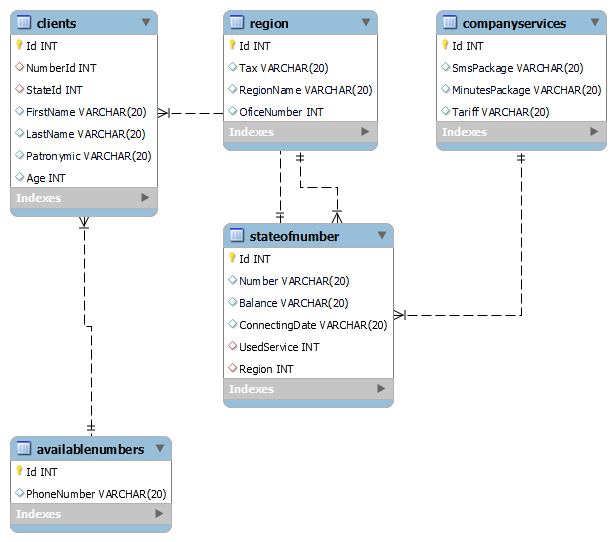 clients
Id INT
NumberId INT
StateId INT
FirstName VARCHAR(20)
LastName VARCHAR(20)
Patronymic VARCHAR(20)
Age INT
Indexes
region
Id INT
Tax VARCHAR(20)
RegionName VARCHAR(20)
OficeNumber INT
Indexes
companyservices
Id INT
SmsPackage VARCHAR(20)
MinutesPackage VARCHAR(20)
Tariff VARCHAR(20)
Indexes
stateofnumber
Id INT
Number VARCHAR(20)
Balance VARCHAR(20)
ConnectingDate VARCHAR(20)
UsedService INT
Region INT
Indexes
availablenumbers
Id INT
PhoneNumber VARCHAR(20)
Indexes